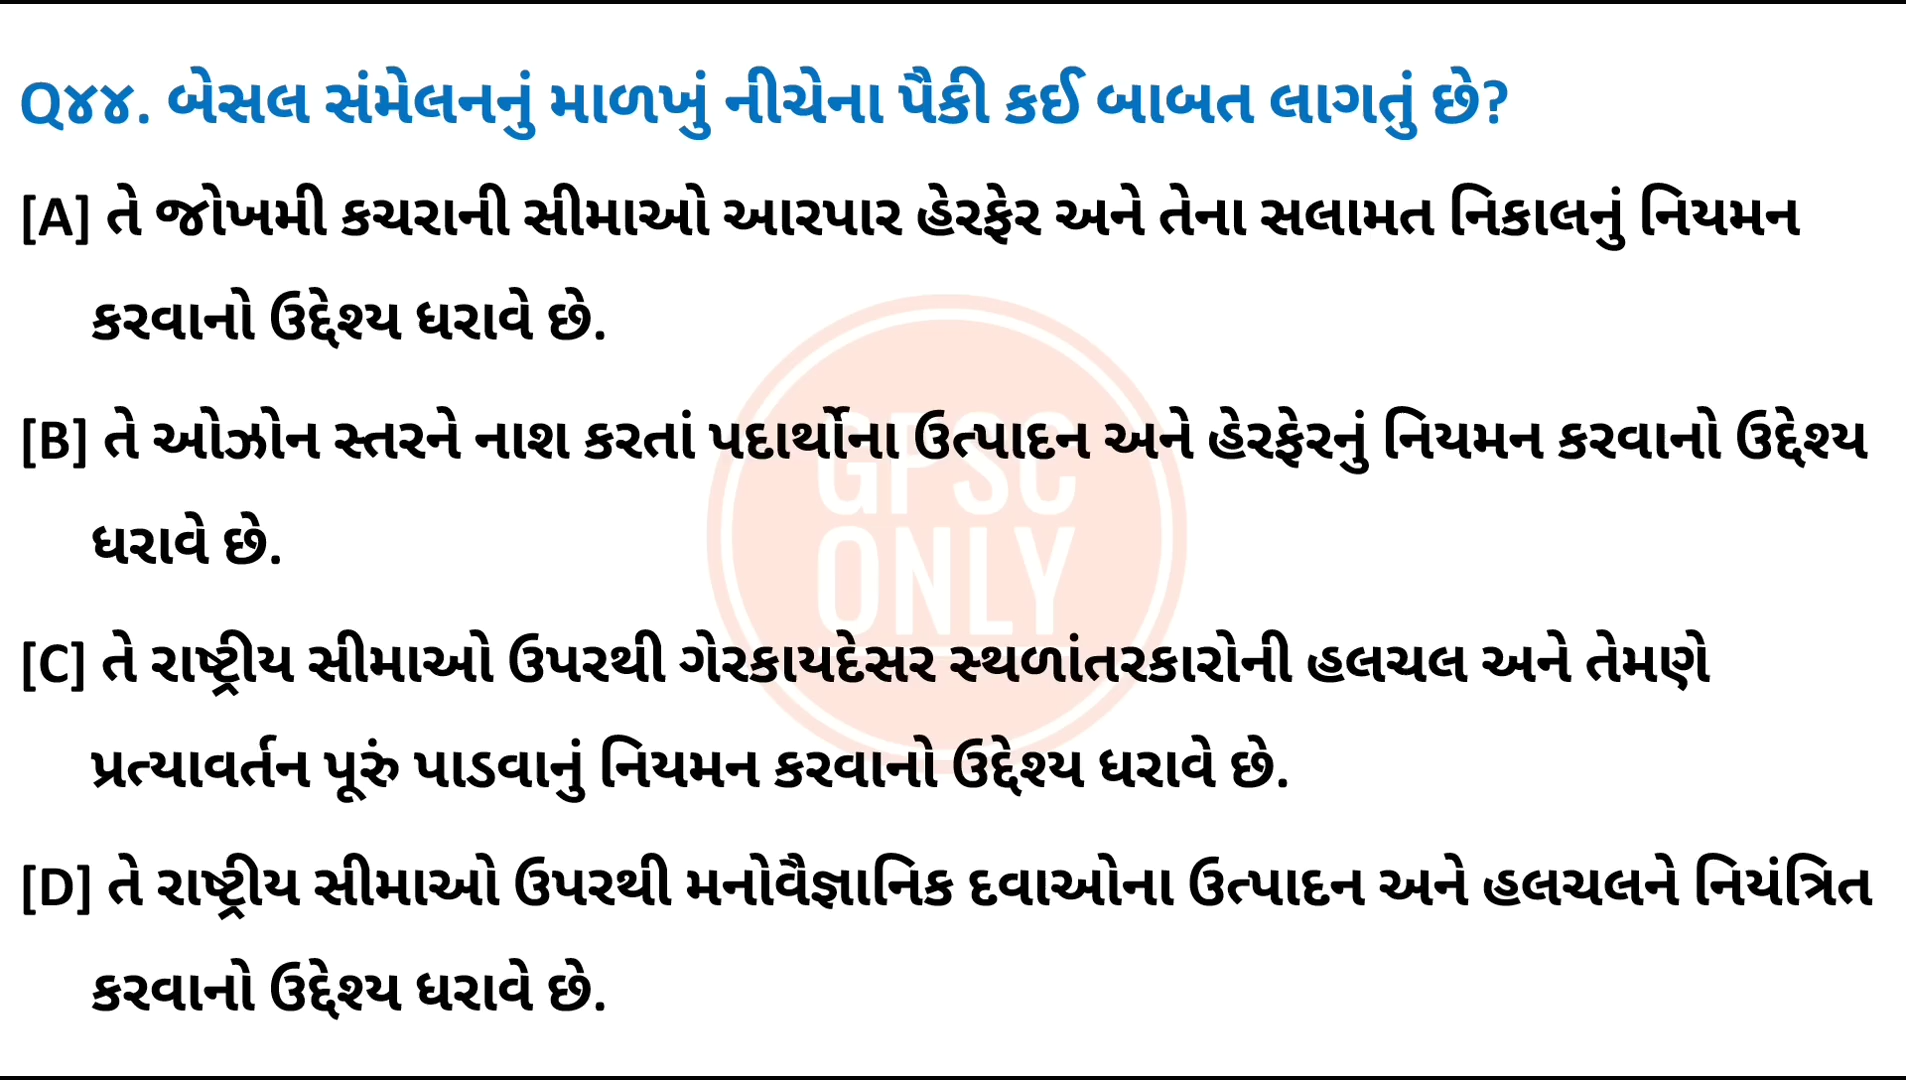 Q૪૪. બેસલ સંમેલનનું માળખું નીચેના પૈકી કઈ બાબત લાગતું છે?
[A] તે જોખમી કચરાની સીમાઓ આરપાર હેરફેર અને તેના સલામત નિકાલનું નિયમન
કરવાનો ઉદ્દેશ્ય ધરાવે છે.
[B] તે ઓઝોન સ્તરને નાશ કરતાં પદાર્થોના ઉત્પાદન અને હેરફેરનું નિયમન કરવાનો ઉદ્દેશ્ય
ધરાવે છે.
GPSC
ONLY
[C] તે રાષ્ટ્રીય સીમાઓ ઉપરથી ગેરકાયદેસર સ્થળાંતરકારોની હલચલ અને તેમણે
પ્રત્યાવર્તન પૂરું પાડવાનું નિયમન કરવાનો ઉદ્દેશ્ય ધરાવે છે.
[D] તે રાષ્ટ્રીય સીમાઓ ઉપરથી મનોવૈજ્ઞાનિક દવાઓના ઉત્પાદન અને હલચલને નિયંત્રિત
કરવાનો ઉદ્દેશ્ય ધરાવે છે.